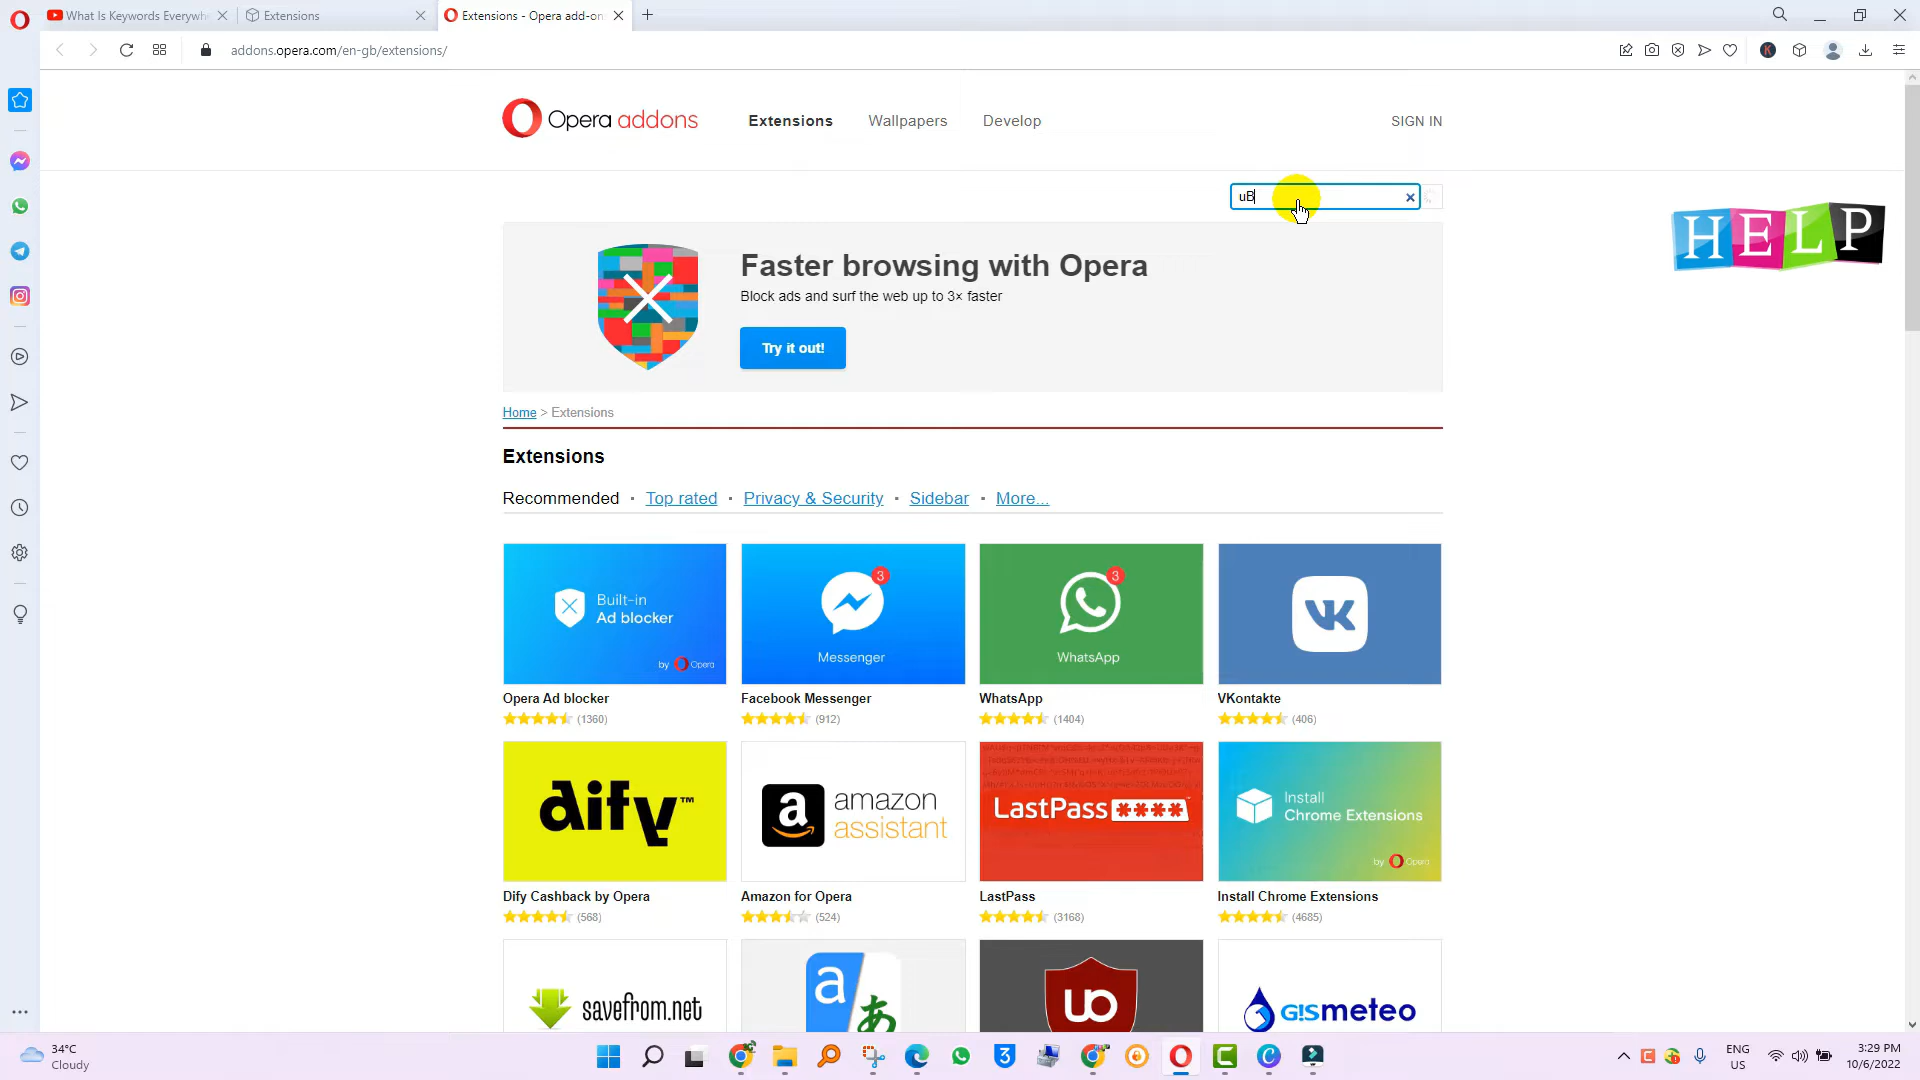 What Is Keywords Everywh
Extensions
Extensions - Opera add-on
addons.opera.com/en-gb/extensions/
Opera addons
Extensions
Wallpapers
Develop
SIGN IN
uB
HELP
Faster browsing with Opera
Block ads and surf the web up to 3× faster
Try it out!
Home > Extensions
Extensions
Recommended · Top rated · Privacy & Security · Sidebar · More...
Built-in
Ad blocker
by Opera
3
Messenger
3
WhatsApp
VK
Opera Ad blocker
(1360)
Facebook Messenger
(912)
WhatsApp
(1404)
VKontakte
(406)
dify™
a amazon
assistant
LastPass ****
Install
Chrome Extensions
by Opera
Dify Cashback by Opera
(568)
Amazon for Opera
(524)
LastPass
(3168)
Install Chrome Extensions
(4685)
savefrom.net
a
あ
uo
GISMETEO
34°C
Cloudy
ENG
US
3:29 PM
10/6/2022